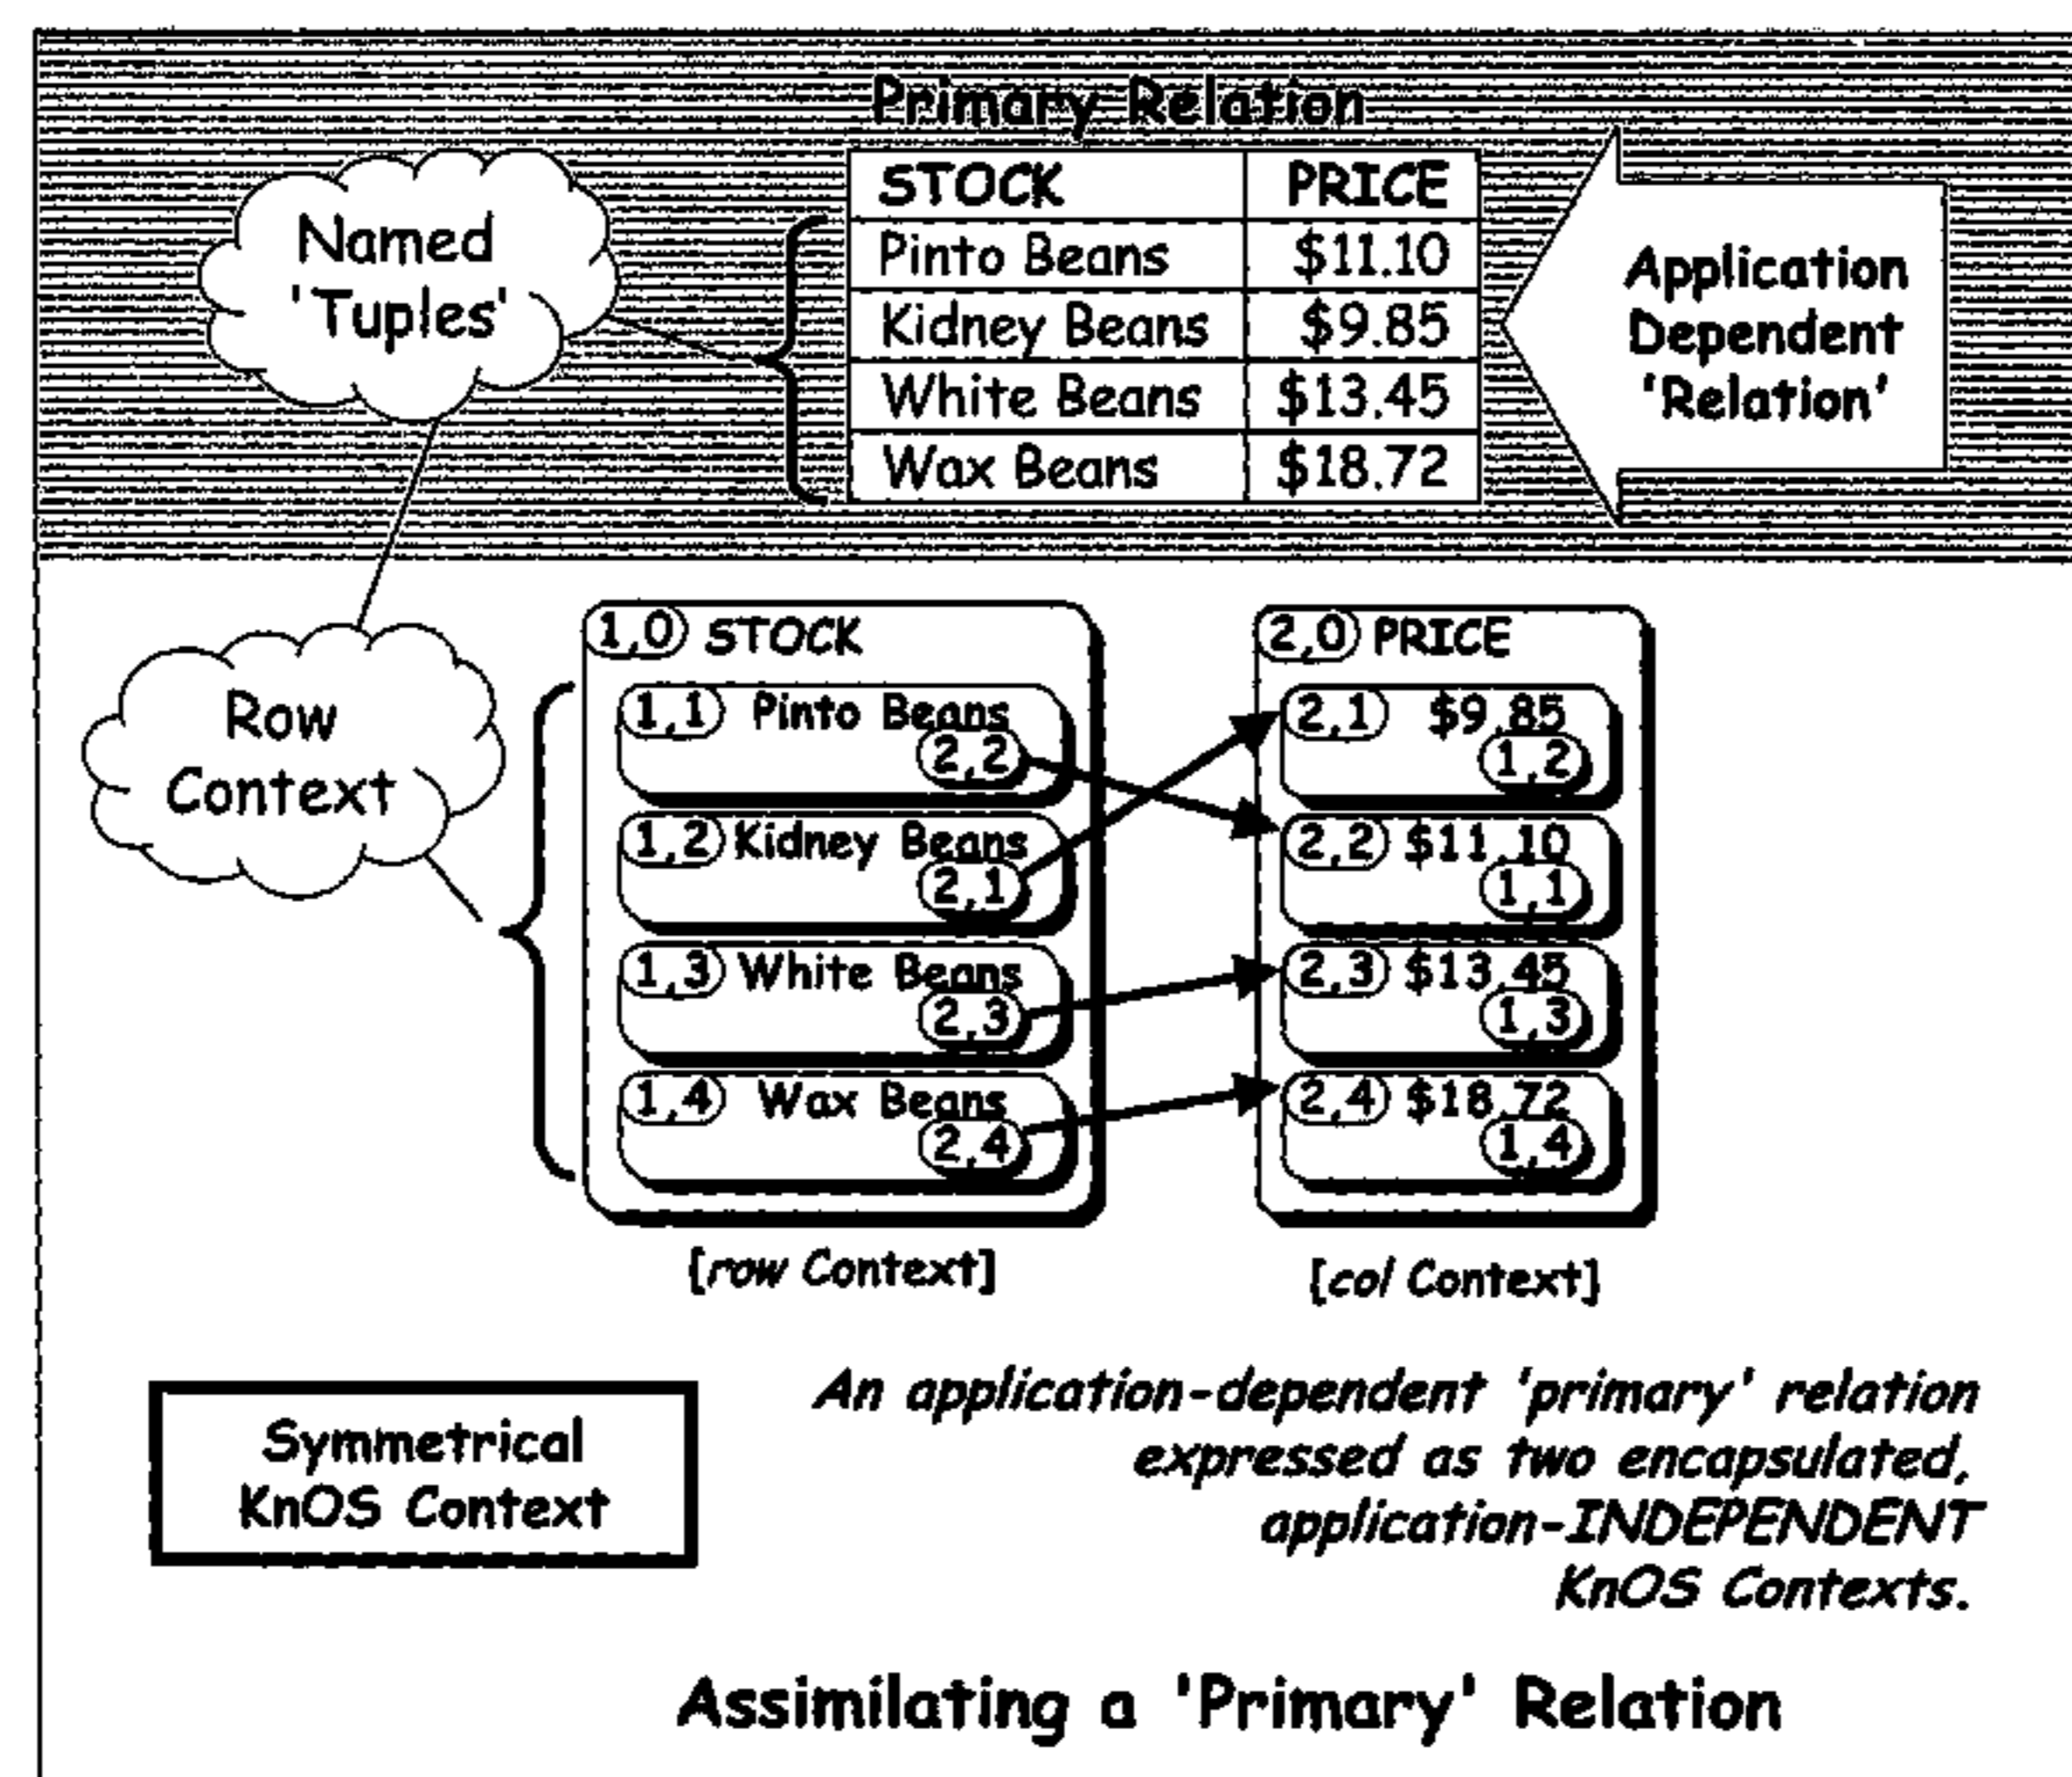 Primary Relation
Named
'Tuples'
STOCK PRICE
Pinto Beans $11.10
Kidney Beans $9.85
White Beans $13.45
Wax Beans $18.72
Application
Dependent
'Relation'
Row
Context
1,0 STOCK
1,1 Pinto Beans
2,2
1,2 Kidney Beans
2,1
1,3 White Beans
2,3
1,4 Wax Beans
2,4
[row Context]
2,0 PRICE
2,1 $9.85
1,2
2,2 $11.10
1,1
2,3 $13.45
1,3
2,4 $18.72
1,4
[col Context]
Symmetrical
KnOS Context
An application-dependent 'primary' relation
expressed as two encapsulated,
application-INDEPENDENT
KnOS Contexts.
Assimilating a 'Primary' Relation